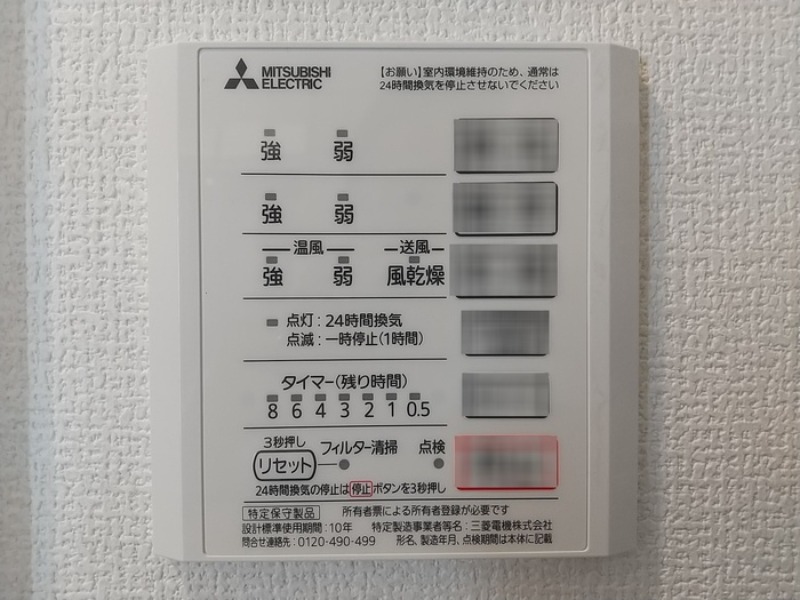 MITSUBISHI
ELECTRIC
【お願い】室内環境維持のため、通常は
24時間換気を停止させないでください
強 弱
強 弱
温風 送風
強 弱 風乾燥
点灯:24時間換気
点滅:一時停止(1時間)
タイマー(残り時間)
8 6 4 3 2 1 0.5
3秒押し
リセット フィルター清掃 点検
24時間換気の停止は停止ボタンを3秒押し
特定保守製品 所有者票による所有者登録が必要です
設計標準使用期間:10年 特定製造事業者等名:三菱電機株式会社
問合せ連絡先:0120-490-499 形名、製造年月、点検期間は本体に記載